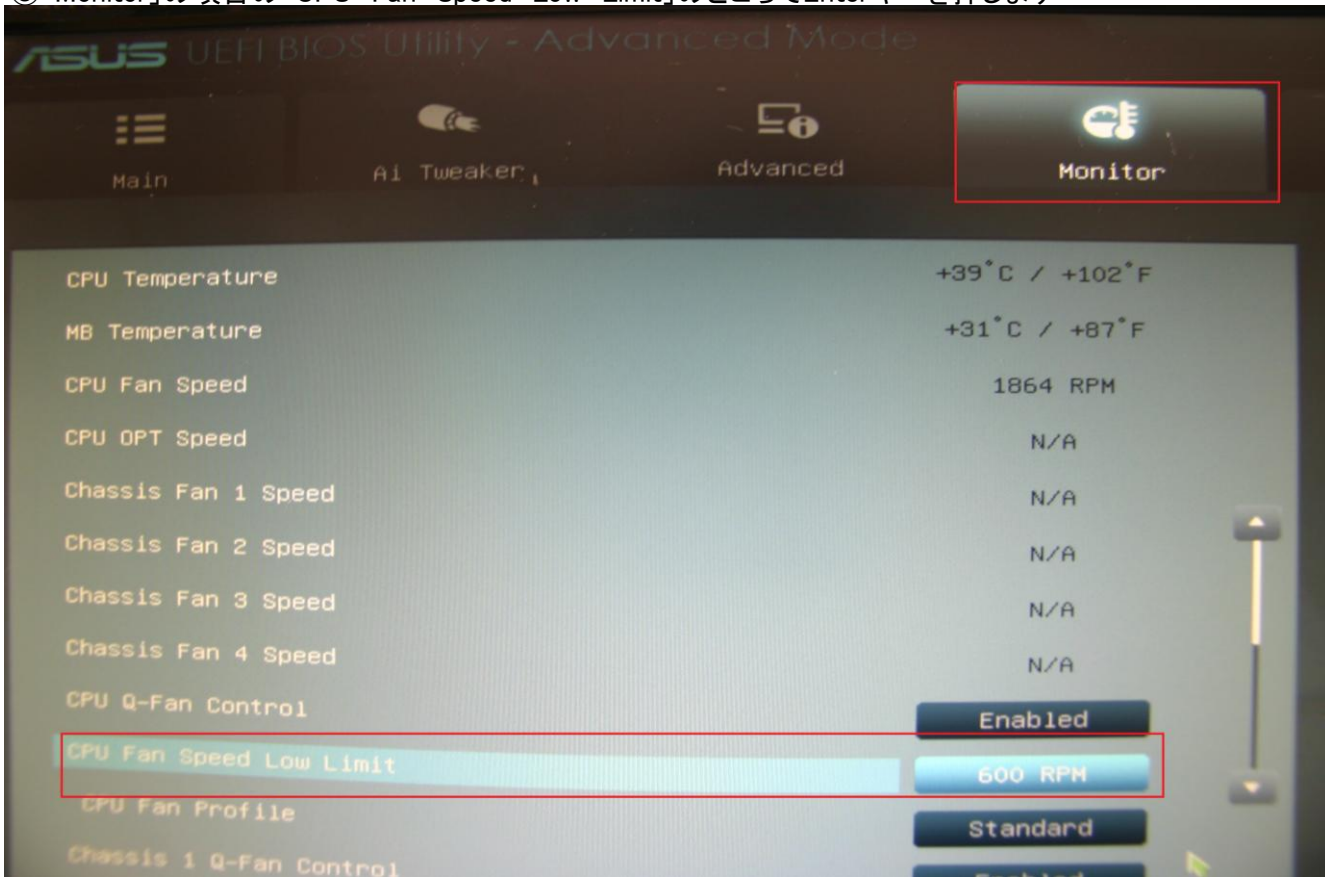 Monitor]の項目の CPU Fan Speed Low Limit]のところでEnterキーを押します
ASUS UEFI BIOS Utility - Advanced Mode
Main Ai Tweaker Advanced Monitor
CPU Temperature +39°C / +102°F
MB Temperature +31°C / +87°F
CPU Fan Speed 1864 RPM
CPU OPT Speed N/A
Chassis Fan 1 Speed N/A
Chassis Fan 2 Speed N/A
Chassis Fan 3 Speed N/A
Chassis Fan 4 Speed N/A
CPU Q-Fan Control Enabled
CPU Fan Speed Low Limit 600 RPM
CPU Fan Profile Standard
Chassis 1 Q-Fan Control Enabled